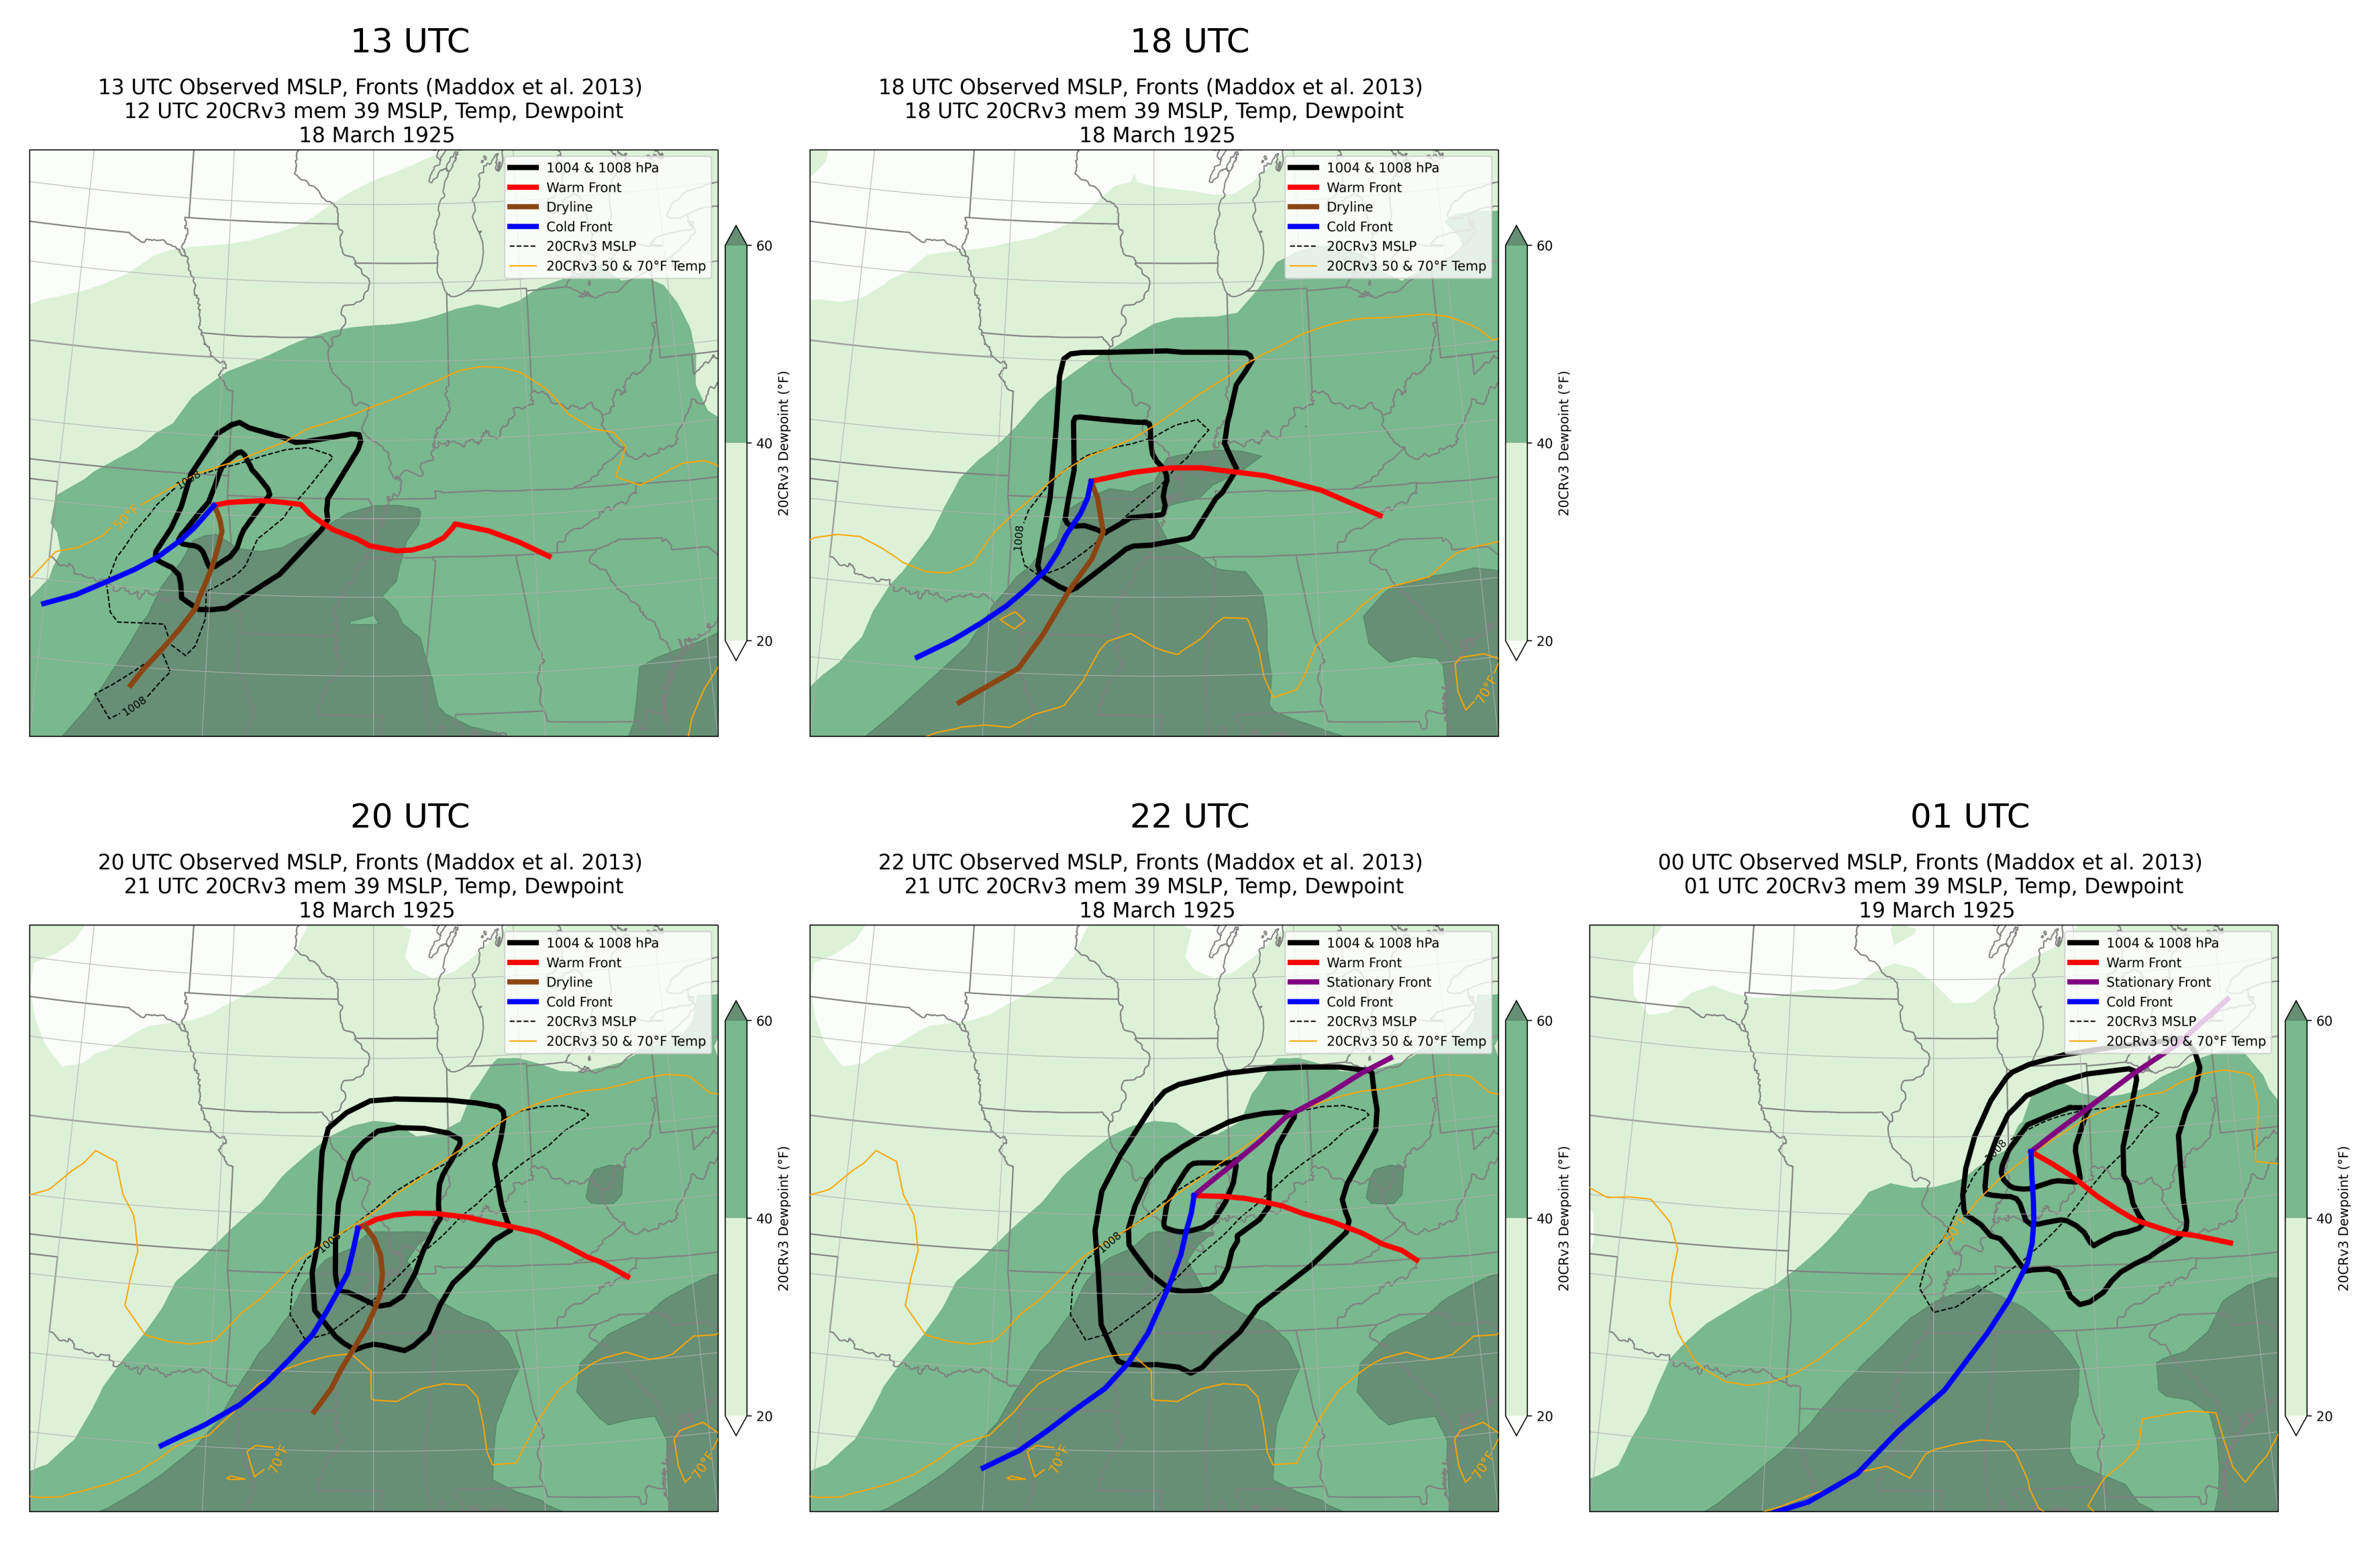 13 UTC
13 UTC Observed MSLP, Fronts (Maddox et al. 2013)
12 UTC 20CRv3 mem 39 MSLP, Temp, Dewpoint
18 March 1925
1004 & 1008 hPa
Warm Front
Dryline
Cold Front
20CRv3 MSLP
20CRv3 50 & 70°F Temp
1008
50°F
1008
60
40
20
20CRv3 Dewpoint (°F)
18 UTC
18 UTC Observed MSLP, Fronts (Maddox et al. 2013)
18 UTC 20CRv3 mem 39 MSLP, Temp, Dewpoint
18 March 1925
1004 & 1008 hPa
Warm Front
Dryline
Cold Front
20CRv3 MSLP
20CRv3 50 & 70°F Temp
1008
70°F
60
40
20
20CRv3 Dewpoint (°F)
20 UTC
20 UTC Observed MSLP, Fronts (Maddox et al. 2013)
21 UTC 20CRv3 mem 39 MSLP, Temp, Dewpoint
18 March 1925
1004 & 1008 hPa
Warm Front
Dryline
Cold Front
20CRv3 MSLP
20CRv3 50 & 70°F Temp
1008
70°F
70°F
60
40
20
20CRv3 Dewpoint (°F)
22 UTC
22 UTC Observed MSLP, Fronts (Maddox et al. 2013)
21 UTC 20CRv3 mem 39 MSLP, Temp, Dewpoint
18 March 1925
1004 & 1008 hPa
Warm Front
Stationary Front
Cold Front
20CRv3 MSLP
20CRv3 50 & 70°F Temp
1008
70°F
70°F
60
40
20
20CRv3 Dewpoint (°F)
01 UTC
00 UTC Observed MSLP, Fronts (Maddox et al. 2013)
01 UTC 20CRv3 mem 39 MSLP, Temp, Dewpoint
19 March 1925
1004 & 1008 hPa
Warm Front
Stationary Front
Cold Front
20CRv3 MSLP
20CRv3 50 & 70°F Temp
1008
50°F
60
40
20
20CRv3 Dewpoint (°F)